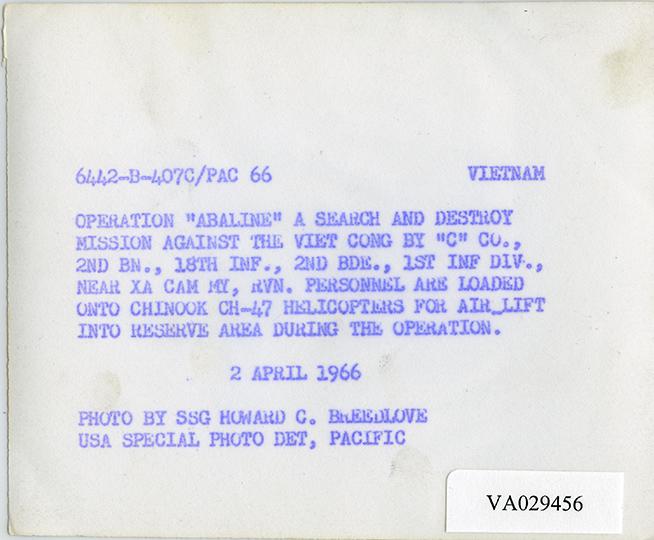 6442-B-407C/PAC 66 VIETNAM
OPERATION "ABALINE" A SEARCH AND DESTROY
MISSION AGAINST THE VIET CONG BY "C" CO.,
2ND BN., 18TH INF., 2ND BDE., 1ST INF DIV.,
NEAR XA CAM MY, RVN. PERSONNEL ARE LOADED
ONTO CHINOOK CH-47 HELICOPTERS FOR AIR_LIFT
INTO RESERVE AREA DURING THE OPERATION.
2 APRIL 1966
PHOTO BY SSG HOWARD C. BREEDLOVE
USA SPECIAL PHOTO DET, PACIFIC
VA029456